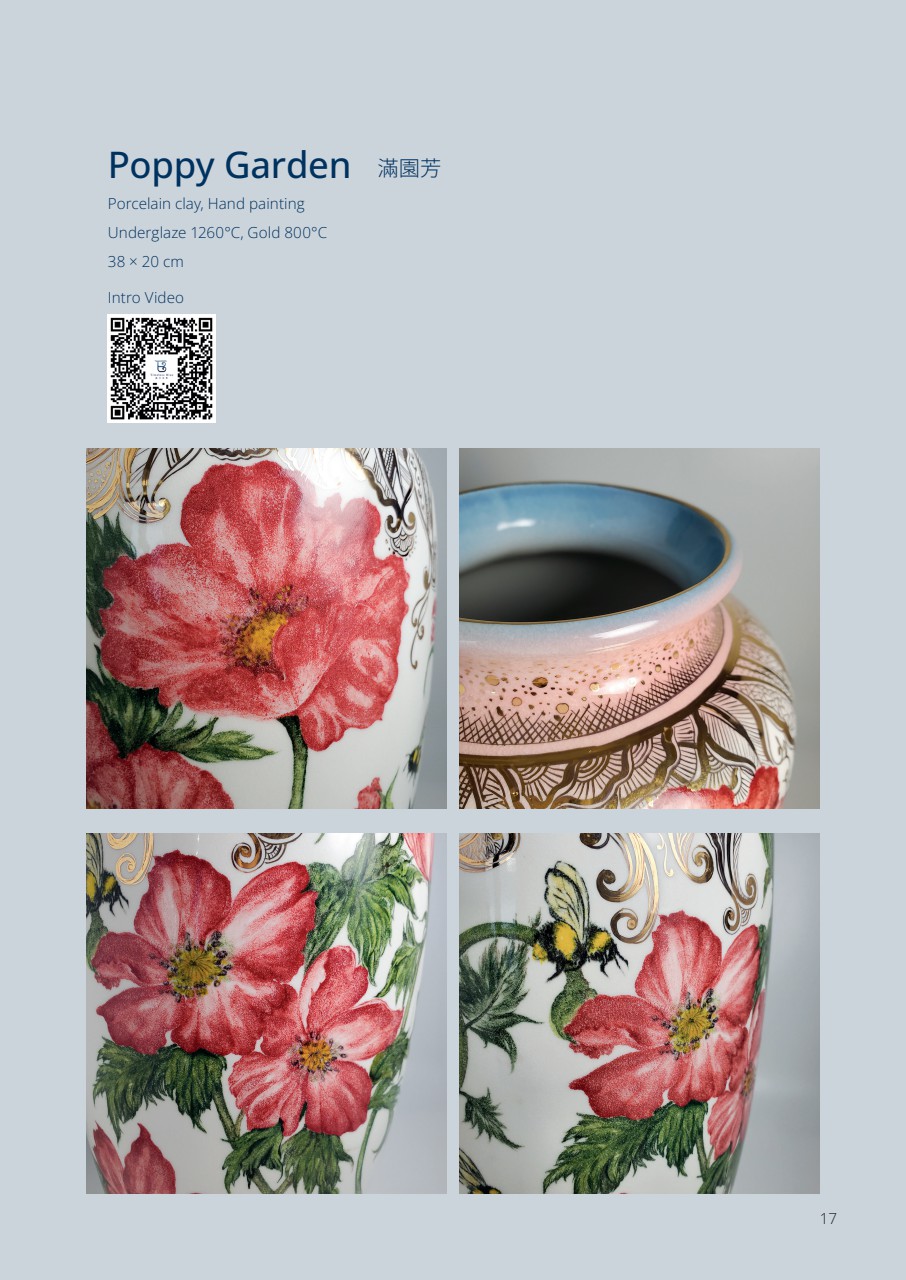 Poppy Garden 滿園芳
Porcelain clay, Hand painting
Underglaze 1260°C, Gold 800°C
38 × 20 cm
Intro Video
17